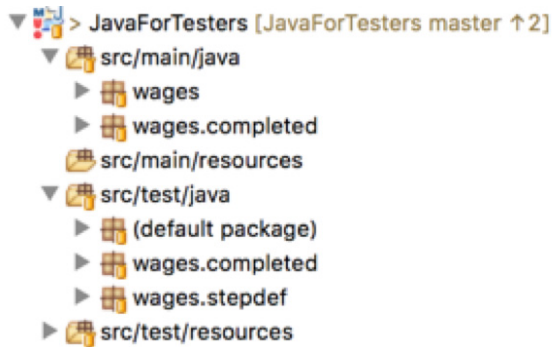 > JavaForTesters [JavaForTesters master ↑2]
src/main/java
wages
wages.completed
src/main/resources
src/test/java
(default package)
wages.completed
wages.stepdef
src/test/resources